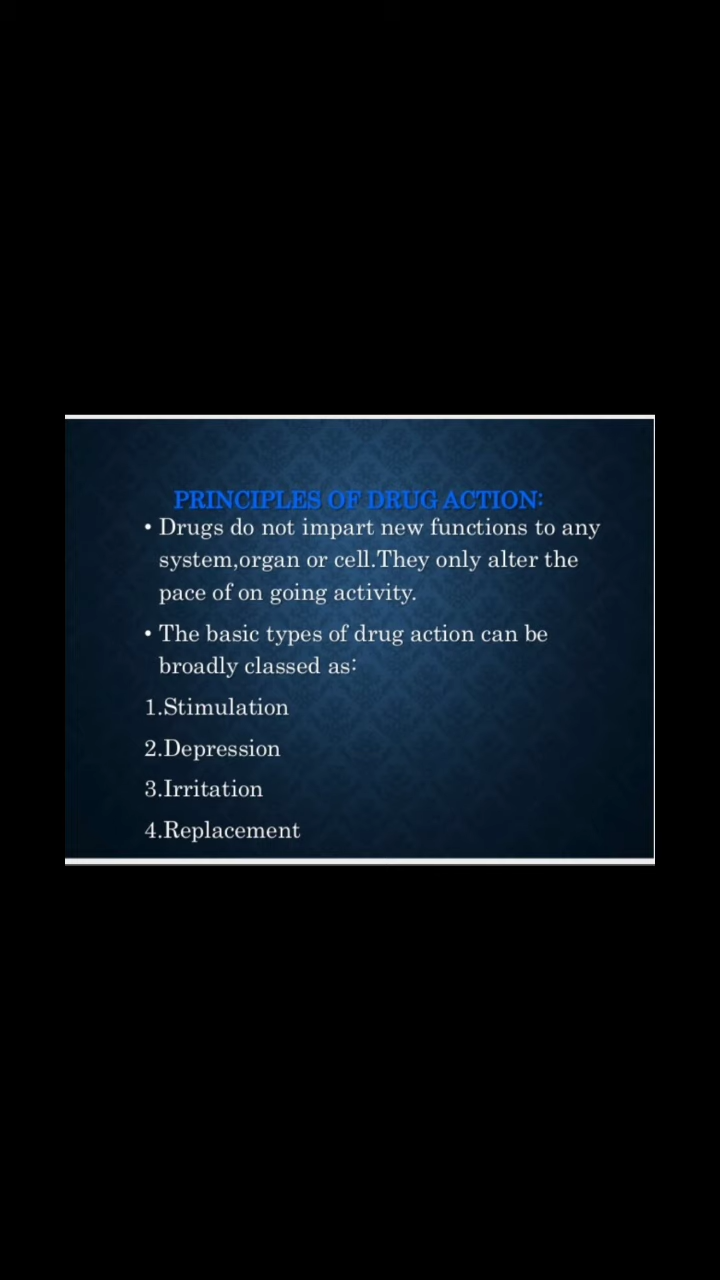 PRINCIPLES OF DRUG ACTION:
• Drugs do not impart new functions to any
system,organ or cell.They only alter the
pace of on going activity.
• The basic types of drug action can be
broadly classed as:
1.Stimulation
2.Depression
3.Irritation
4.Replacement